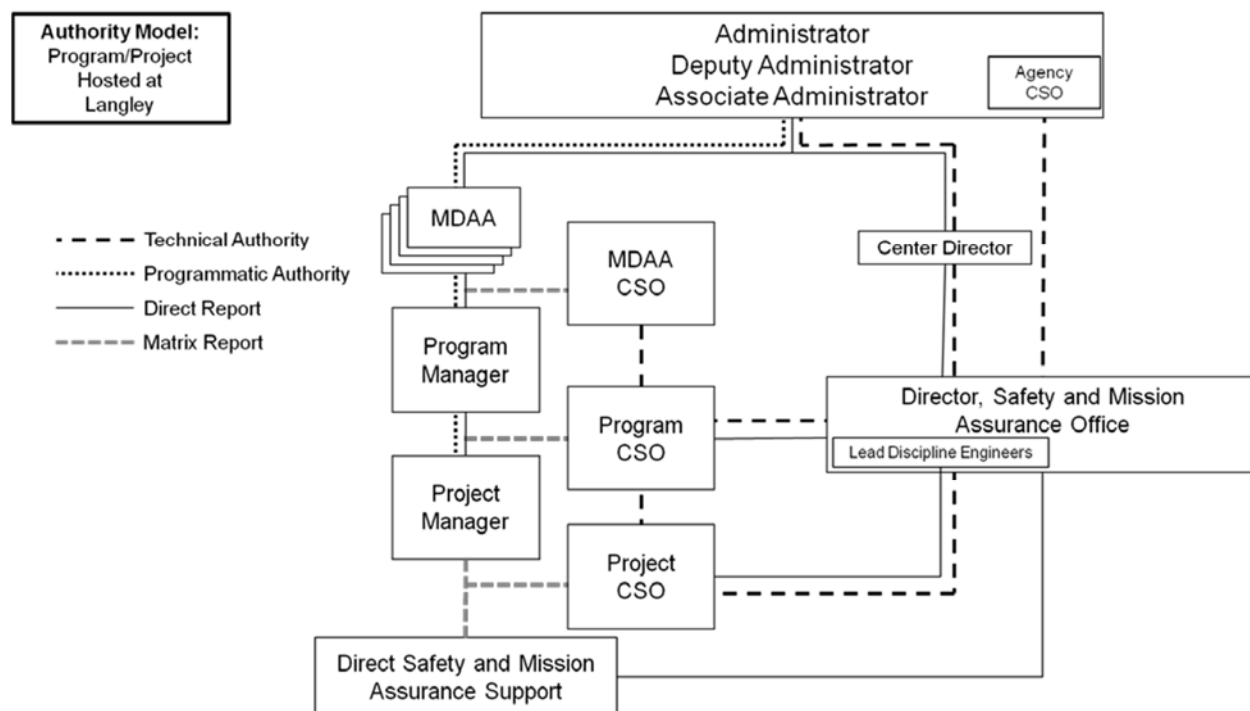 Authority Model:
Program/Project
Hosted at
Langley
Administrator
Deputy Administrator
Associate Administrator
Agency
CSO
MDAA
MDAA
CSO
Center Director
Technical Authority
Programmatic Authority
Direct Report
Matrix Report
Program
Manager
Program
CSO
Director, Safety and Mission
Assurance Office
Lead Discipline Engineers
Project
Manager
Project
CSO
Direct Safety and Mission
Assurance Support